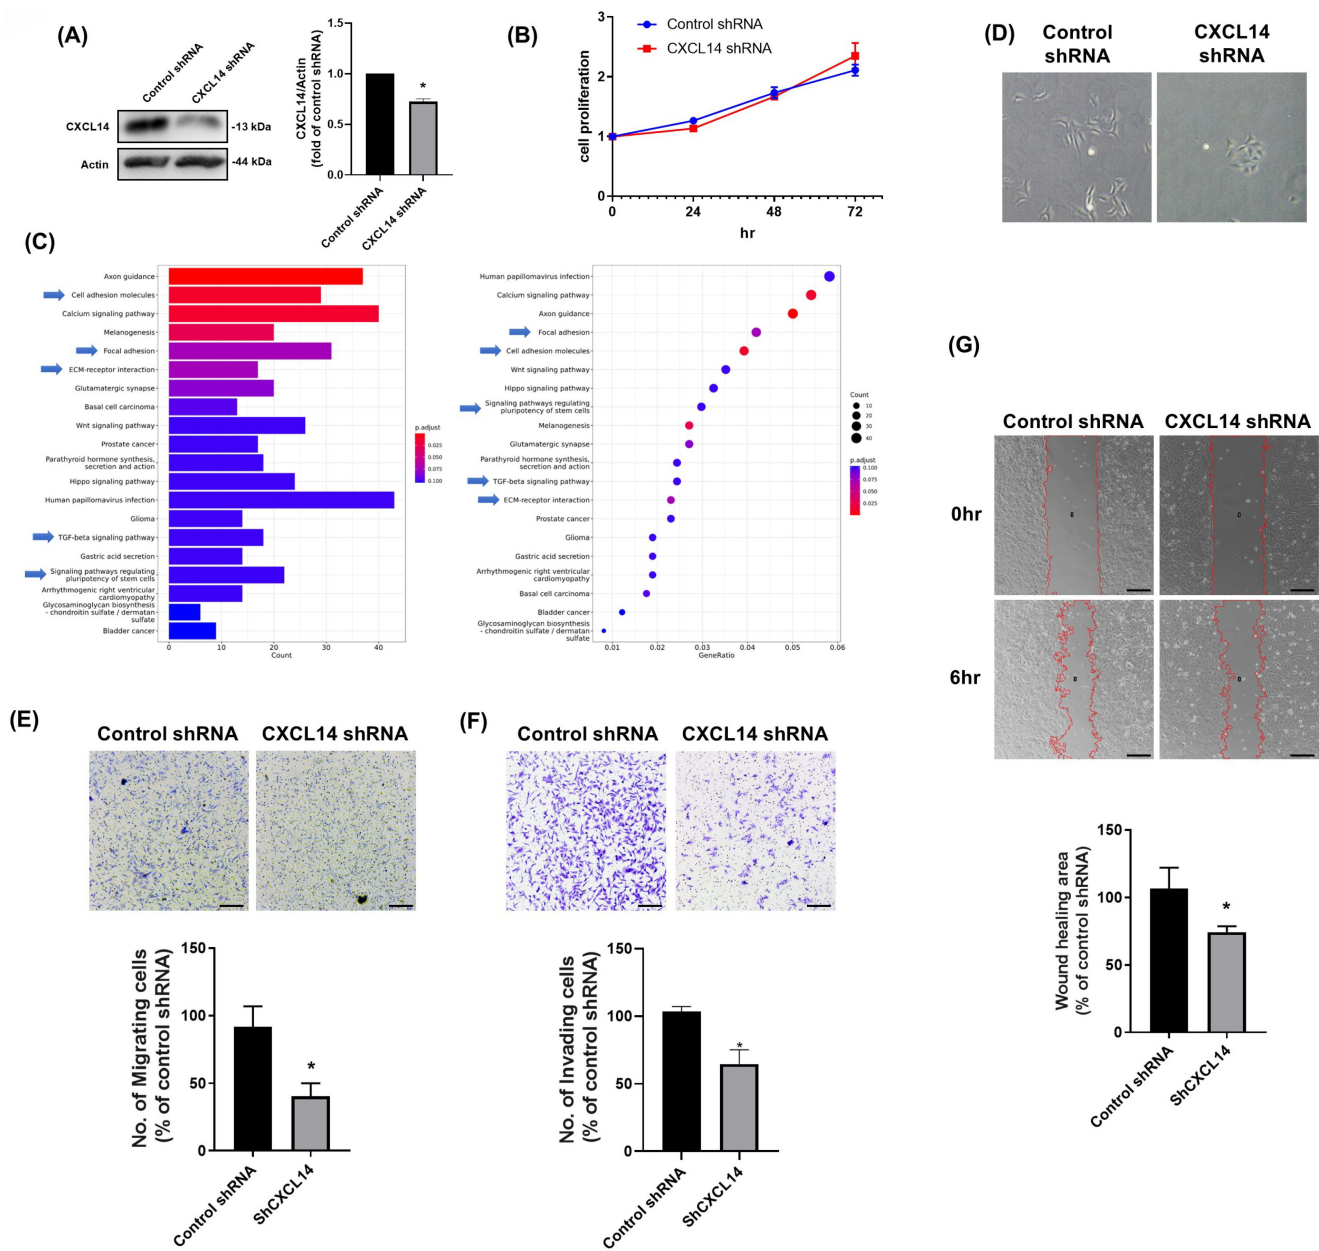 (A)
Control shRNA
CXCL14 shRNA
CXCL14
-13 kDa
Actin
-44 kDa
CXCL14/Actin
(fold of control shRNA)
1.5
1.0
0.5
0.0
*
Control shRNA
CXCL14 shRNA
(B)
cell proliferation
3
2
1
0
Control shRNA
CXCL14 shRNA
0
24
48
72
hr
(D)
Control
shRNA
CXCL14
shRNA
(C)
Axon guidance
Cell adhesion molecules
Calcium signaling pathway
Melanogenesis
Focal adhesion
ECM-receptor interaction
Glutamatergic synapse
Basal cell carcinoma
Wnt signaling pathway
Prostate cancer
Parathyroid hormone synthesis,
secretion and action
Hippo signaling pathway
Human papillomavirus infection
Glioma
TGF-beta signaling pathway
Gastric acid secretion
Signaling pathways regulating
pluripotency of stem cells
Arrhythmogenic right ventricular
cardiomyopathy
Glycosaminoglycan biosynthesis
- chondroitin sulfate / dermatan
sulfate
Bladder cancer
0
10
20
30
40
Count
p.adjust
0.025
0.050
0.075
0.100
Human papillomavirus infection
Calcium signaling pathway
Axon guidance
Focal adhesion
Cell adhesion molecules
Wnt signaling pathway
Hippo signaling pathway
Signaling pathways regulating
pluripotency of stem cells
Melanogenesis
Glutamatergic synapse
Parathyroid hormone synthesis,
secretion and action
TGF-beta signaling pathway
ECM-receptor interaction
Prostate cancer
Glioma
Gastric acid secretion
Arrhythmogenic right ventricular
cardiomyopathy
Basal cell carcinoma
Bladder cancer
Glycosaminoglycan biosynthesis
- chondroitin sulfate / dermatan
sulfate
0.01
0.02
0.03
0.04
0.05
0.06
GeneRatio
Count
10
20
30
40
p.adjust
0.100
0.075
0.050
0.025
(G)
Control shRNA
CXCL14 shRNA
0hr
6hr
Wound healing area
(% of control shRNA)
150
100
50
0
*
Control shRNA
ShCXCL14
(E)
Control shRNA
CXCL14 shRNA
No. of Migrating cells
(% of control shRNA)
150
100
50
0
*
Control shRNA
ShCXCL14
(F)
Control shRNA
CXCL14 shRNA
No. of Invading cells
(% of control shRNA)
150
100
50
0
*
Control shRNA
ShCXCL14